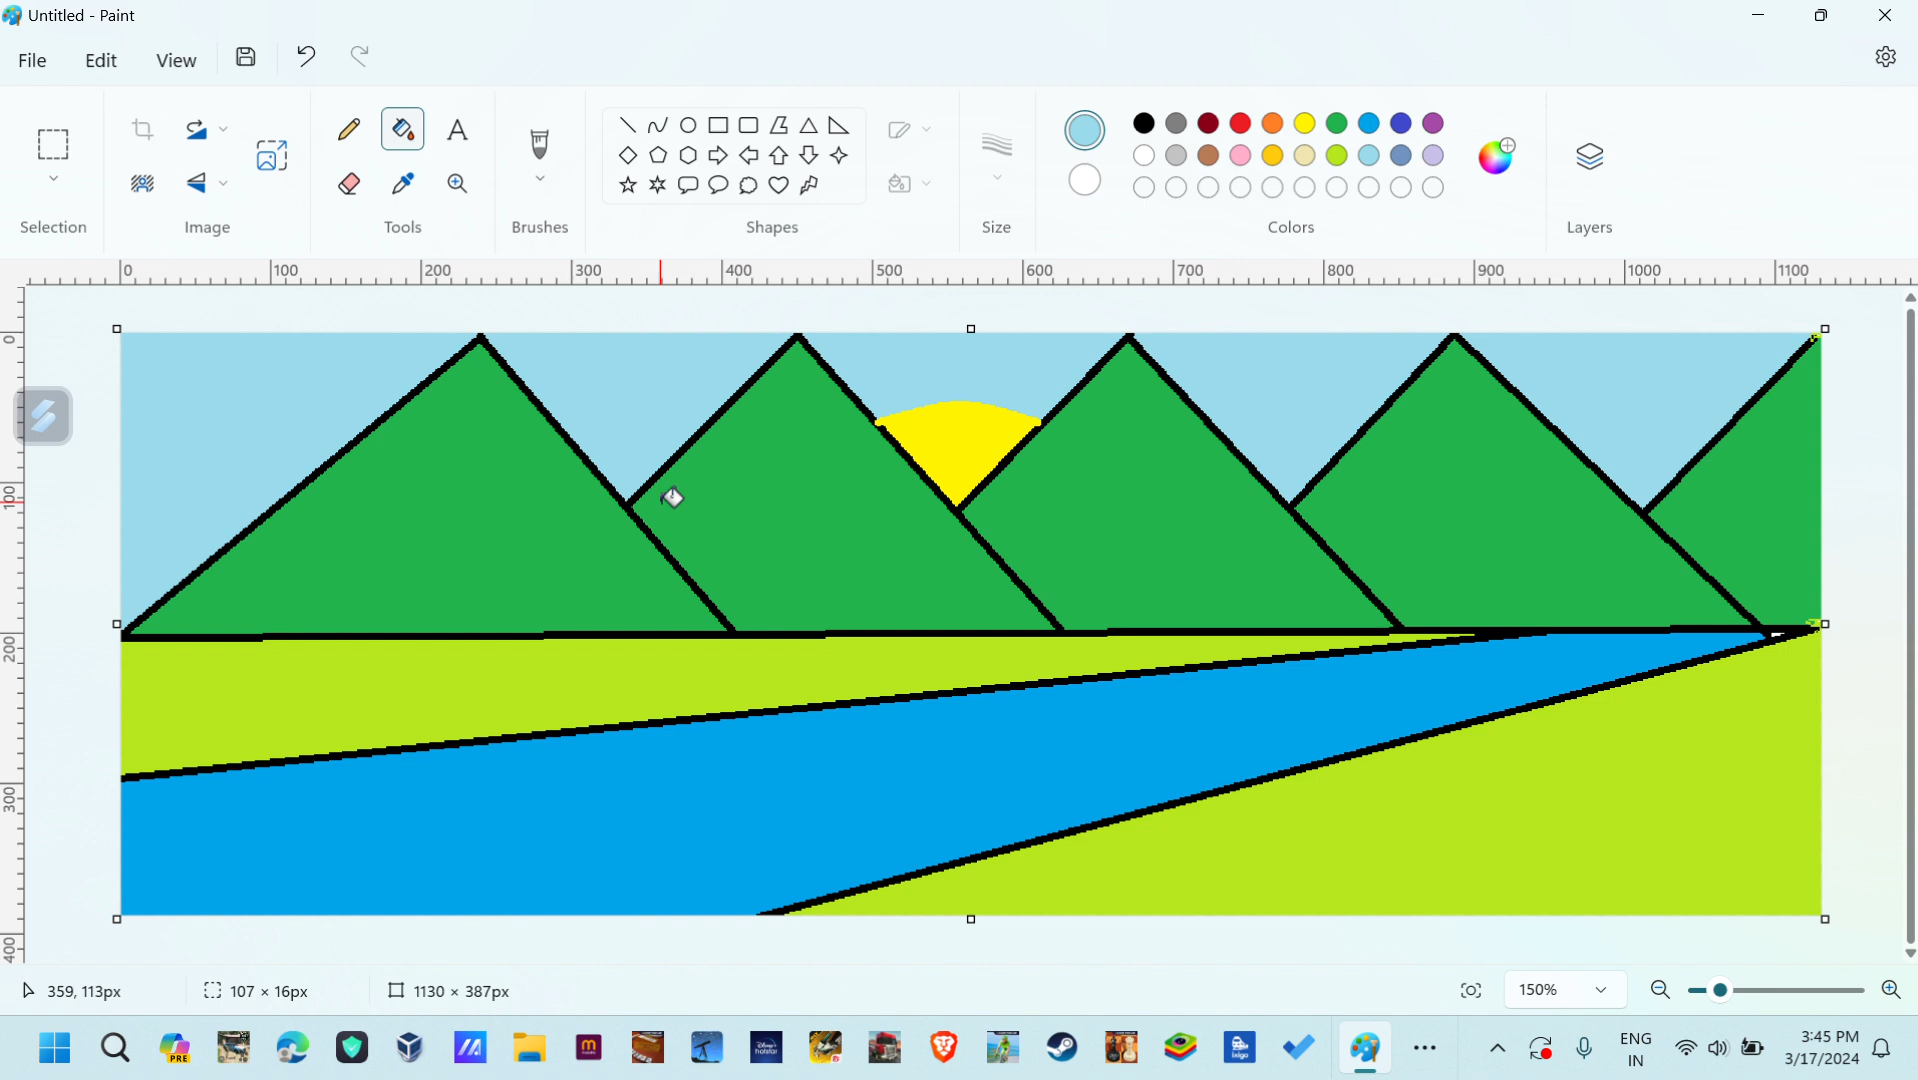 Untitled - Paint
File Edit View
Selection Image Tools Brushes Shapes Size Colors Layers
0 100 200 300 400 500 600 700 800 900 1000 1100
0
100
200
300
400
359, 113px 107 × 16px 1130 × 387px 150%
PRE
ENG
IN
3:45 PM
3/17/2024